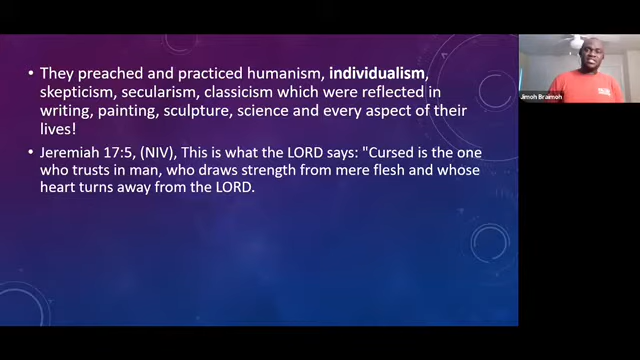 • They preached and practiced humanism, individualism,
skepticism, secularism, classicism which were reflected in
writing, painting, sculpture, science and every aspect of their
lives!
• Jeremiah 17:5, (NIV), This is what the LORD says: "Cursed is the one
who trusts in man, who draws strength from mere flesh and whose
heart turns away from the LORD.
Jimoh Braimoh